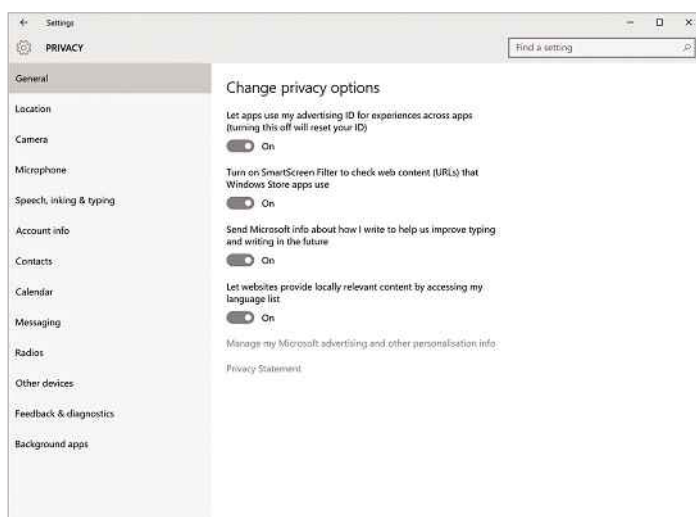 Settings
PRIVACY
Find a setting
General
Location
Camera
Microphone
Speech, inking & typing
Account info
Contacts
Calendar
Messaging
Radios
Other devices
Feedback & diagnostics
Background apps
Change privacy options
Let apps use my advertising ID for experiences across apps
(turning this off will reset your ID)
On
Turn on SmartScreen Filter to check web content (URLs) that
Windows Store apps use
On
Send Microsoft info about how I write to help us improve typing
and writing in the future
On
Let websites provide locally relevant content by accessing my
language list
On
Manage my Microsoft advertising and other personalisation info
Privacy Statement